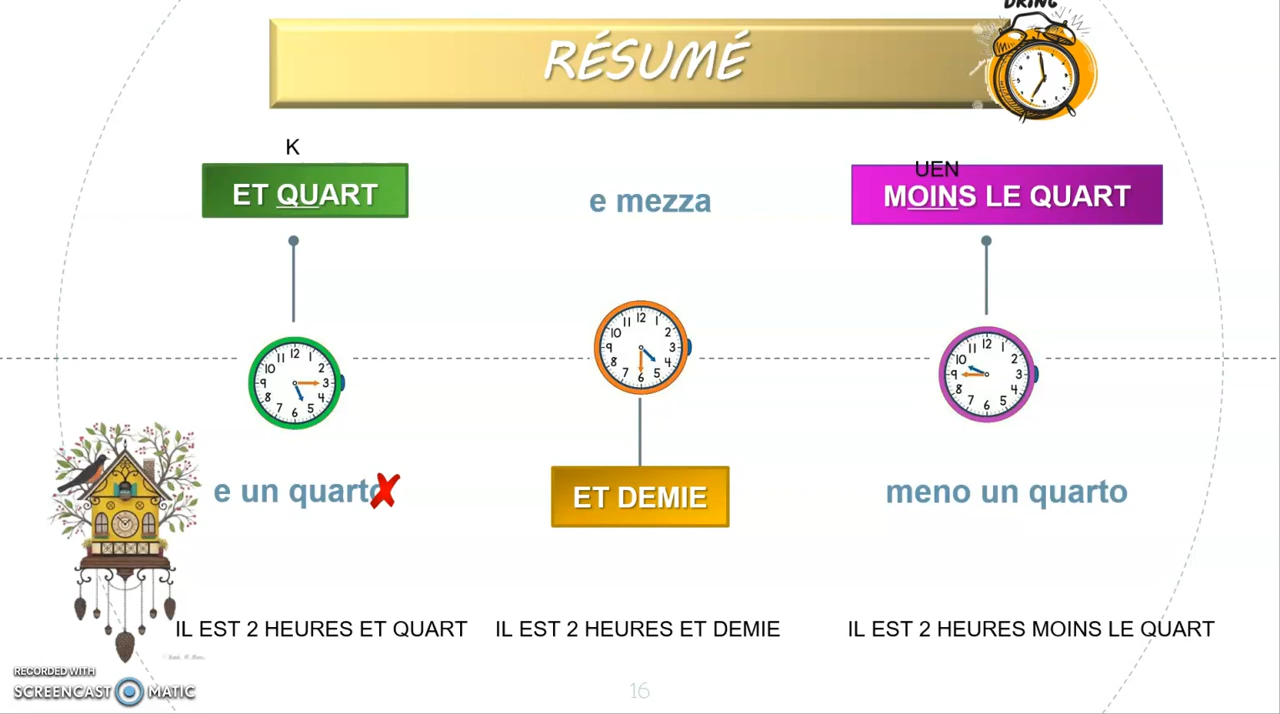 DRING
RÉSUMÉ
K
ET QUART
e mezza
UEN
MOINS LE QUART
e un quarto
ET DEMIE
meno un quarto
IL EST 2 HEURES ET QUART
IL EST 2 HEURES ET DEMIE
IL EST 2 HEURES MOINS LE QUART
RECORDED WITH
SCREENCAST MATIC
16